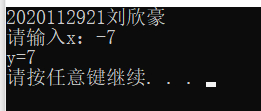 2020112921刘欣豪
请输入x：-7
y=7
请按任意键继续. . .